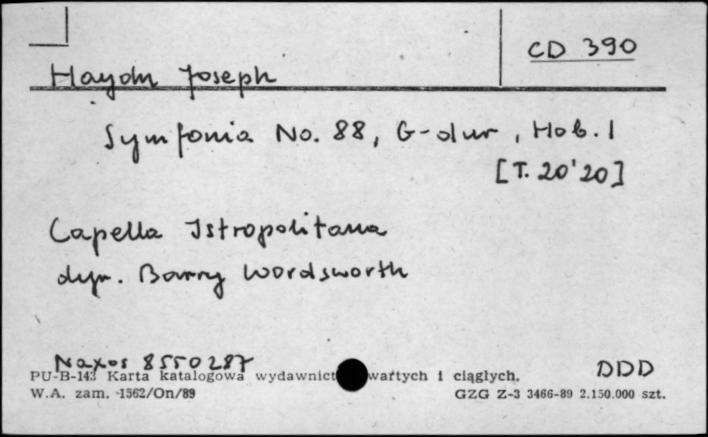 CD 390
Haydn Joseph
Symfonia No. 88, G-dur, Hob. I
[T. 20'20]
Capella Istropolitana
dyr. Barry Wordsworth
Naxos 8550287
DDD
PU-B-143 Karta katalogowa wydawnict wartych i ciągłych.
W.A. zam. 1562/On/89
GZG Z-3 3466-89 2.150.000 szt.